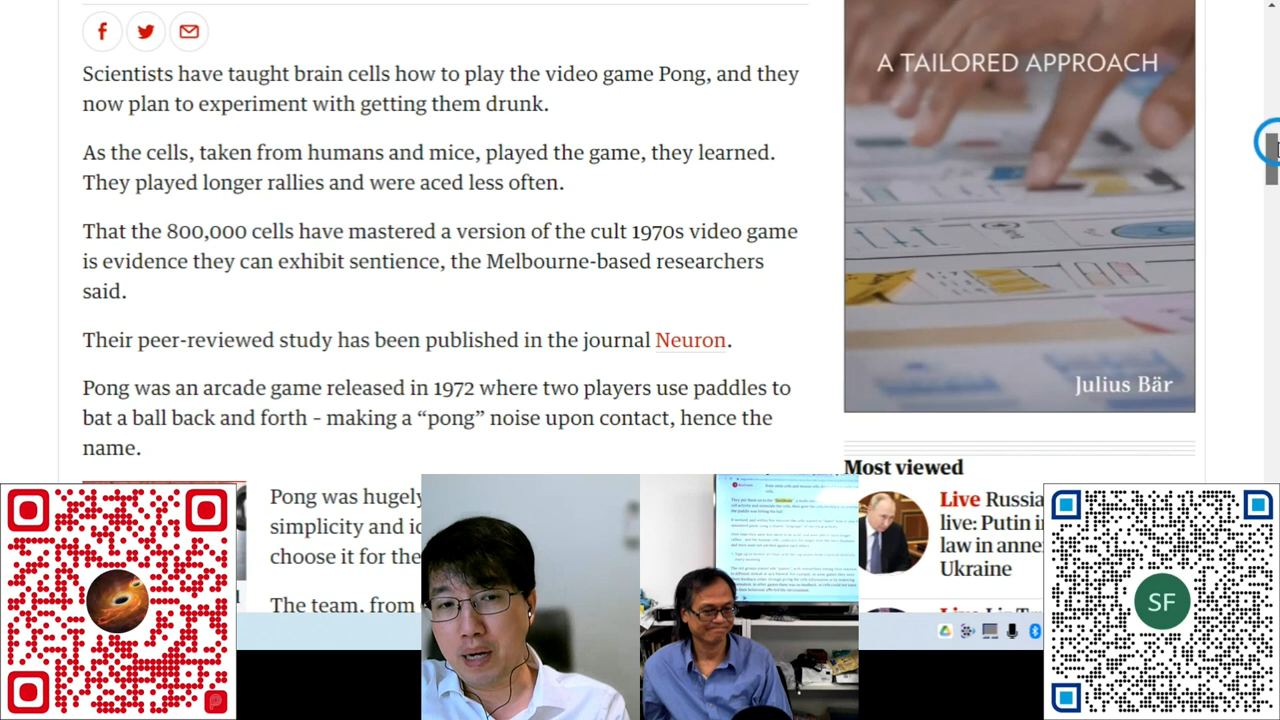 Scientists have taught brain cells how to play the video game Pong, and they
now plan to experiment with getting them drunk.
As the cells, taken from humans and mice, played the game, they learned.
They played longer rallies and were aced less often.
That the 800,000 cells have mastered a version of the cult 1970s video game
is evidence they can exhibit sentience, the Melbourne-based researchers
said.
Their peer-reviewed study has been published in the journal Neuron.
Pong was an arcade game released in 1972 where two players use paddles to
bat a ball back and forth – making a “pong” noise upon contact, hence the
name.
Pong was hugely
simplicity and
choose it for the
The team, from
A TAILORED APPROACH
Julius Bär
Most viewed
Live Russia
live: Putin
law in
Ukraine
Live
SF